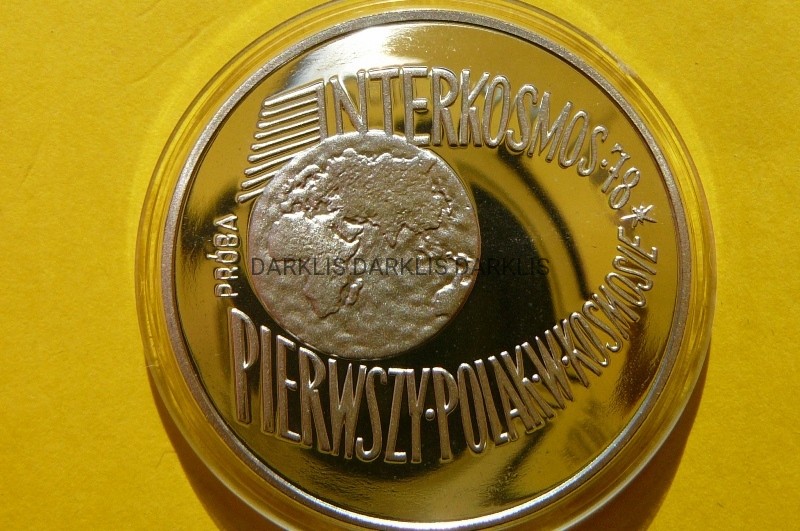 INTERKOSMOS·78
PRÓBA
DARKLIS DARKLIS DARKLIS
PIERWSZY·POLAK·W·KOSMOSIE